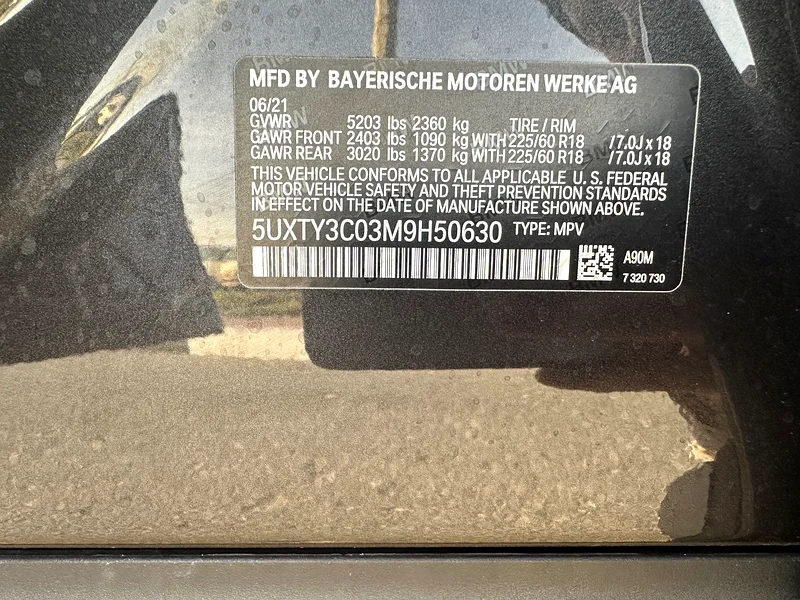 MFD BY BAYERISCHE MOTOREN WERKE AG
06/21
GVWR 5203 lbs 2360 kg TIRE / RIM
GAWR FRONT 2403 lbs 1090 kg WITH 225/60 R18 /7.0J x 18
GAWR REAR 3020 lbs 1370 kg WITH 225/60 R18 /7.0J x 18
THIS VEHICLE CONFORMS TO ALL APPLICABLE U. S. FEDERAL
MOTOR VEHICLE SAFETY AND THEFT PREVENTION STANDARDS
IN EFFECT ON THE DATE OF MANUFACTURE SHOWN ABOVE.
5UXTY3C03M9H50630 TYPE: MPV
A90M
7 320 730